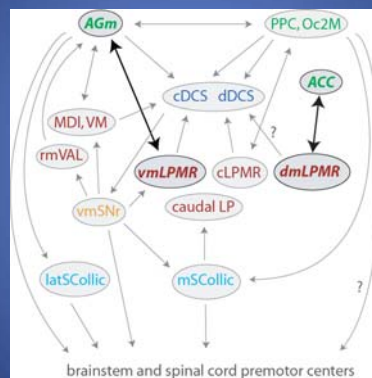 AGm
PPC, Oc2M
cDCS dDCS
ACC
?
MDI, VM
rmVAL
vmLPMR
cLPMR
dmLPMR
caudal LP
vmSNr
latSCollic
mSCollic
?
brainstem and spinal cord premotor centers